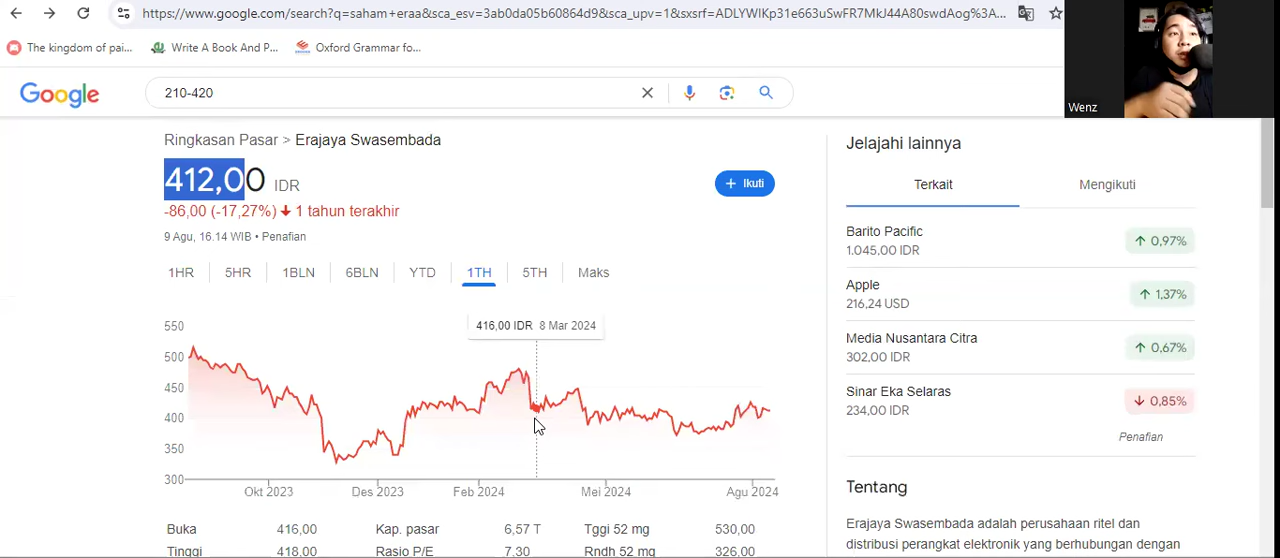 https://www.google.com/search?q=saham+eraa&sca_esv=3ab0da05b60864d9&sca_upv=1&sxsrf=ADLYWIKp31e663uSwFR7MkJ44A80swdAog%3A...
The kingdom of pai...
Write A Book And P...
Oxford Grammar fo...
Wenz
Google
210-420
Ringkasan Pasar > Erajaya Swasembada
412,00 IDR
-86,00 (-17,27%) ↓ 1 tahun terakhir
9 Agu, 16.14 WIB • Penafian
+ Ikuti
1HR 5HR 1BLN 6BLN YTD 1TH 5TH Maks
416,00 IDR 8 Mar 2024
550
500
450
400
350
300
Okt 2023 Des 2023 Feb 2024 Mei 2024 Agu 2024
Buka 416,00 Kap. pasar 6,57 T Tggi 52 mg 530,00
Tinggi 418,00 Rasio P/E 7,30 Rndh 52 mg 326,00
Jelajahi lainnya
Terkait Mengikuti
Barito Pacific
1.045,00 IDR
↑ 0,97%
Apple
216,24 USD
↑ 1,37%
Media Nusantara Citra
302,00 IDR
↑ 0,67%
Sinar Eka Selaras
234,00 IDR
↓ 0,85%
Penafian
Tentang
Erajaya Swasembada adalah perusahaan ritel dan
distribusi perangkat elektronik yang berhubungan dengan